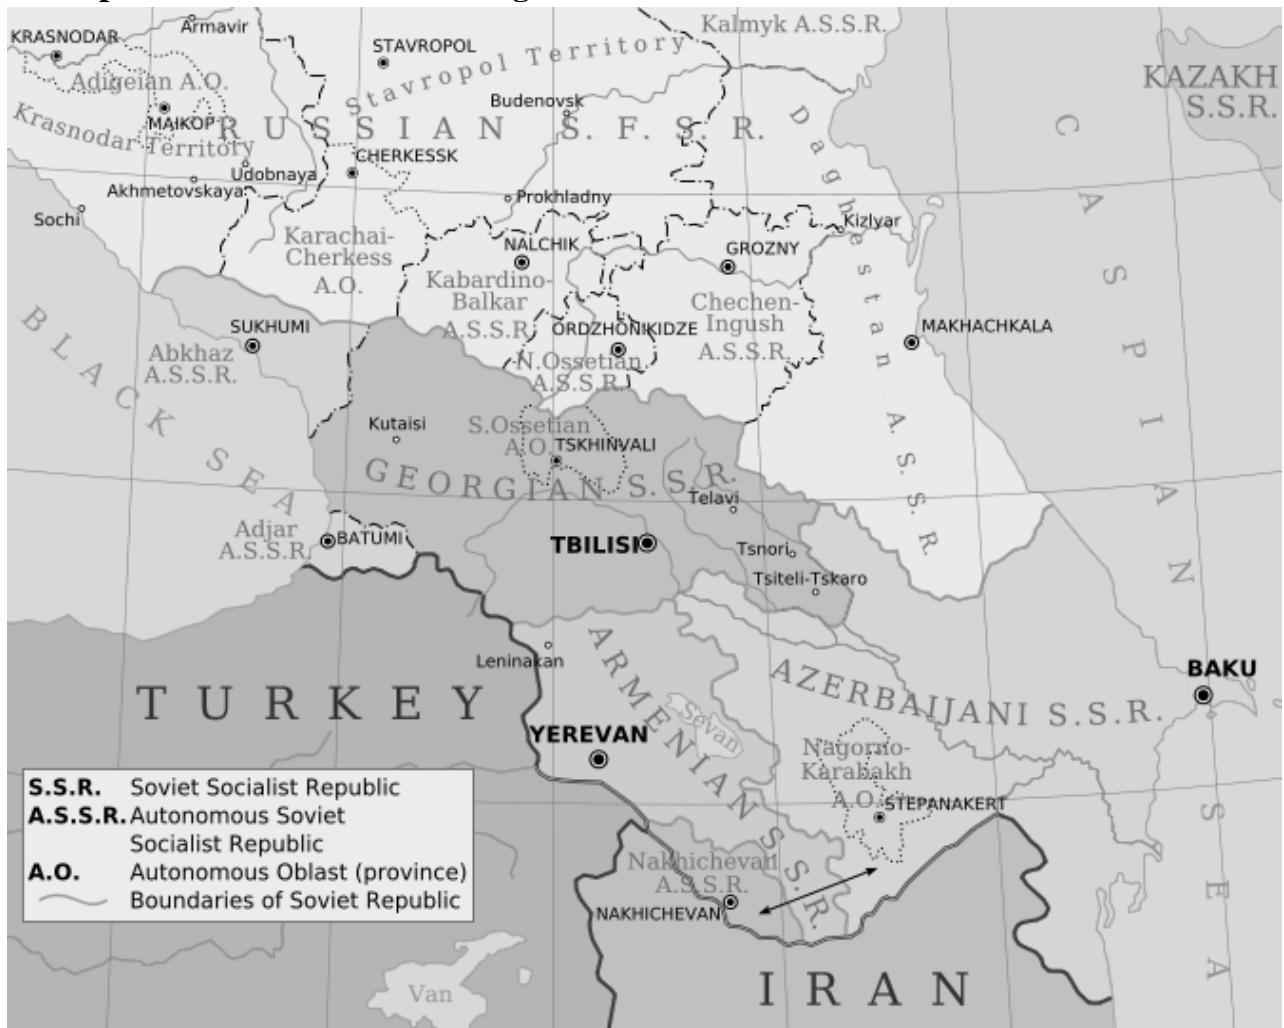 Armavir
KRASNODAR
Kalmyk A.S.S.R.
STAVROPOL
Stavropol Territory
KAZAKH
S.S.R.
Adigeian A.O.
Budenovsk
MAIKOP
Krasnodar Territory
RUSSIAN S.F.S.R.
Daghestan A.S.S.R.
CASPIAN SEA
CHERKESSK
Udobnaya
Akhmetovskaya
Prokhladny
Sochi
Kizlyar
Karachai-
Cherkess
A.O.
NALCHIK
GROZNY
Kabardino-
Balkar
A.S.S.R.
Chechen-
Ingush
A.S.S.R.
BLACK SEA
SUKHUMI
ORDZHONIKIDZE
MAKHACHKALA
Abkhaz
A.S.S.R.
N.Ossetian
A.S.S.R.
Kutaisi
S.Ossetian
A.O.
TSKHINVALI
GEORGIAN S.S.R.
Telavi
Adjar
A.S.S.R.
BATUMI
TBILISI
Tsnori
Tsiteli-Tskaro
Leninakan
ARMENIAN S.S.R.
AZERBAIJANI S.S.R.
BAKU
TURKEY
Sevan
YEREVAN
Nagorno-
Karabakh
A.O.
STEPANAKERT
S.S.R. Soviet Socialist Republic
A.S.S.R. Autonomous Soviet
Socialist Republic
A.O. Autonomous Oblast (province)
Boundaries of Soviet Republic
Nakhichevan
A.S.S.R.
NAKHICHEVAN
Van
IRAN